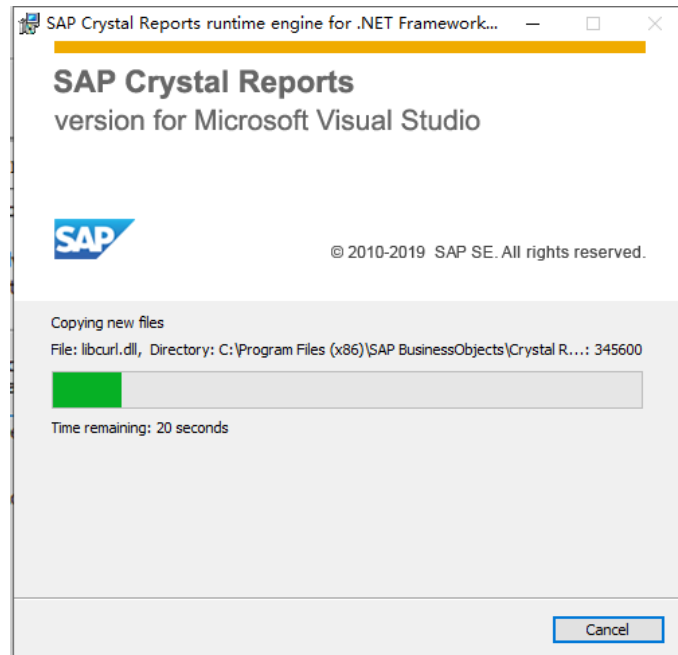 SAP Crystal Reports runtime engine for .NET Framework...
SAP Crystal Reports
version for Microsoft Visual Studio
SAP
© 2010-2019 SAP SE. All rights reserved.
Copying new files
File: libcurl.dll, Directory: C:\Program Files (x86)\SAP BusinessObjects\Crystal R...: 345600
Time remaining: 20 seconds
Cancel